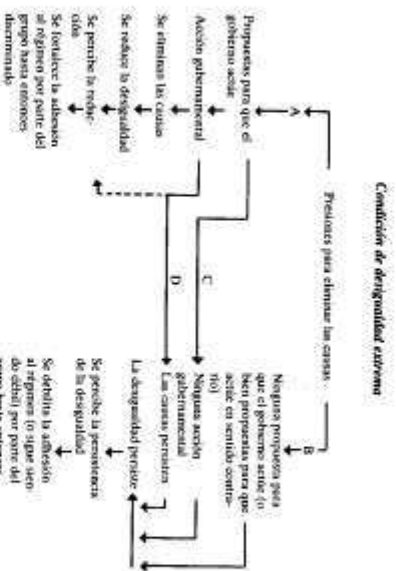 Condición de desigualdad extrema
Presiones para eliminar las causas
A
B
Propuestas para que el
gobierno actúe
Ninguna propuesta para
que el gobierno actúe (o
bien propuestas para que
actúe en sentido contra-
rio)
C
Acción gubernamental
Ninguna acción
gubernamental
D
Se eliminan las causas
Las causas persisten
Se reduce la desigualdad
La desigualdad persiste
Se percibe la reduc-
ción
Se percibe la persistencia
de la desigualdad
Se fortalece la adhesión
al régimen por parte del
grupo hasta entonces
discriminado
Se debilita la adhesión
al régimen (o sigue sien-
do débil) por parte del